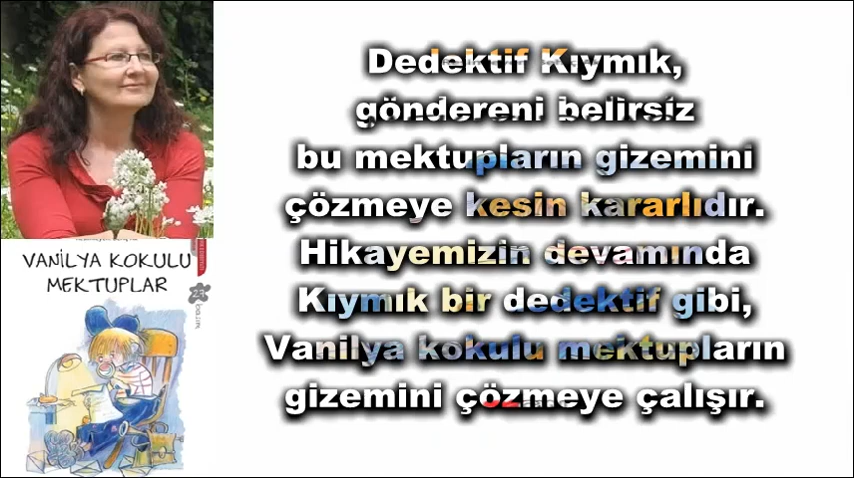 VANİLYA KOKULU
MEKTUPLAR
Dedektif Kıymık,
göndereni belirsiz
bu mektupların gizemini
çözmeye kesin kararlıdır.
Hikayemizin devamında
Kıymık bir dedektif gibi,
Vanilya kokulu mektupların
gizemini çözmeye çalışır.